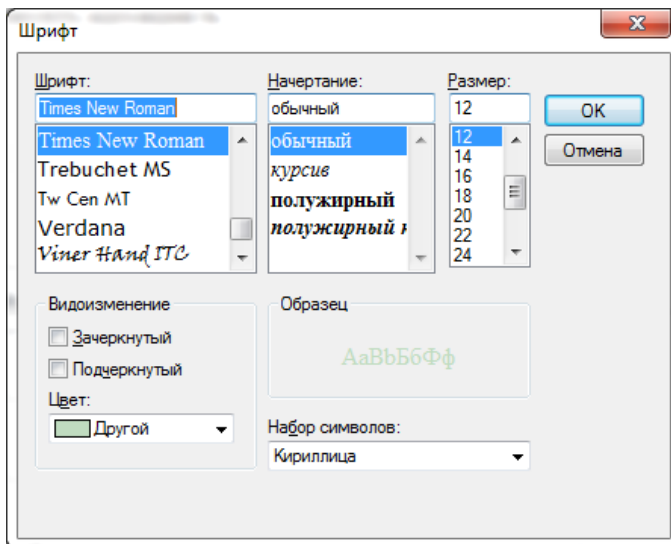 Шрифт
Шрифт:
Times New Roman
Times New Roman
Trebuchet MS
Tw Cen MT
Verdana
Viner Hand ITC
Начертание:
обычный
обычный
курсив
полужирный
полужирный
Размер:
12
12
14
16
18
20
22
24
OK
Отмена
Видоизменение
Зачеркнутый
Подчеркнутый
Цвет:
Другой
Образец
АаBbБбФф
Набор символов:
Кириллица